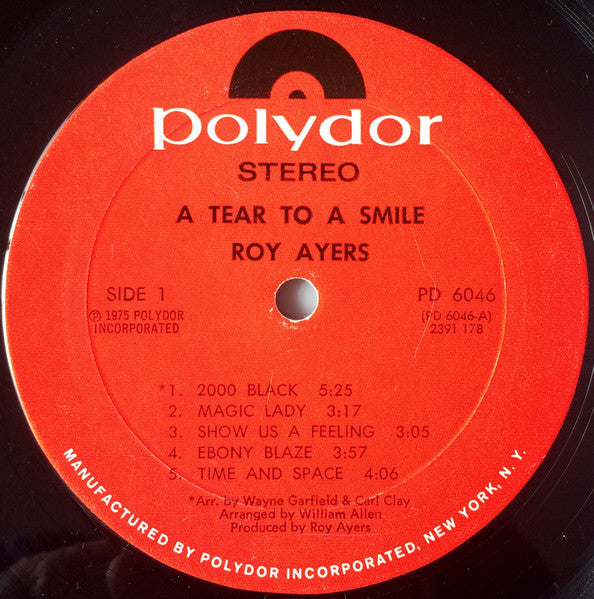 polydor
STEREO
A TEAR TO A SMILE
ROY AYERS
SIDE 1
℗ 1975 POLYDOR
INCORPORATED
PD 6046
(PD 6046-A)
2391 178
*1. 2000 BLACK 5:25
2. MAGIC LADY 3:17
3. SHOW US A FEELING 3:05
4. EBONY BLAZE 3:57
5. TIME AND SPACE 4:06
*Arr. by Wayne Garfield & Carl Clay
Arranged by William Allen
Produced by Roy Ayers
MANUFACTURED BY POLYDOR INCORPORATED, NEW YORK, N. Y.